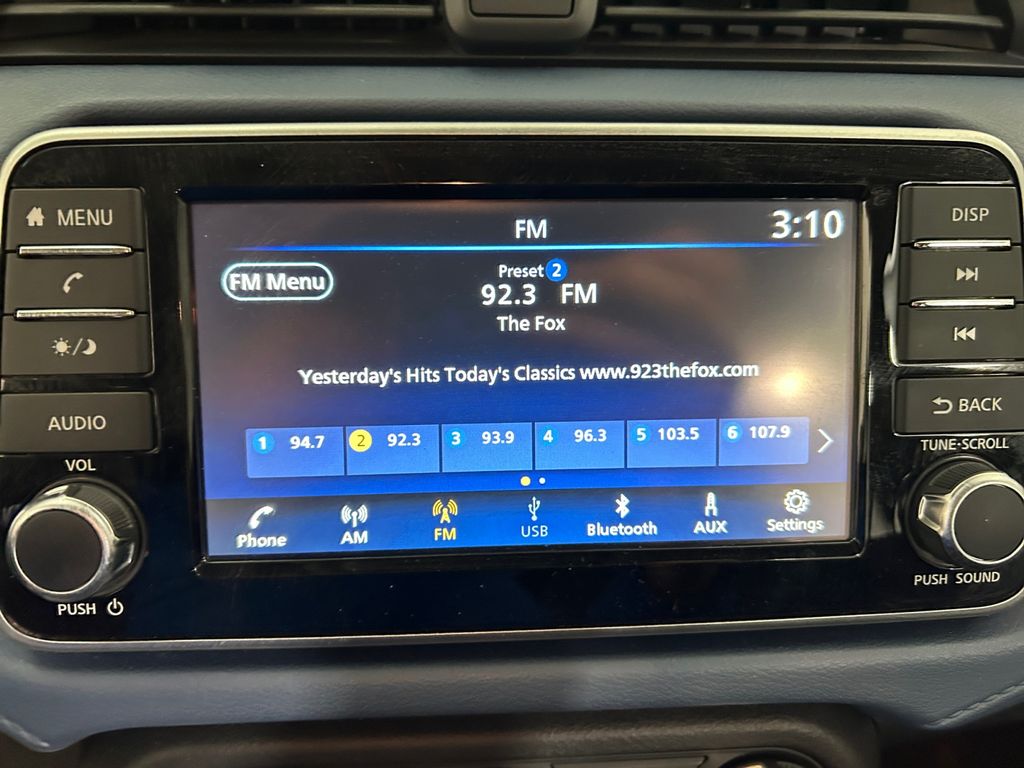 MENU
AUDIO
VOL
PUSH
FM
3:10
FM Menu
Preset 2
92.3 FM
The Fox
Yesterday's Hits Today's Classics www.923thefox.com
1 94.7 2 92.3 3 93.9 4 96.3 5 103.5 6 107.9
Phone AM FM USB Bluetooth AUX Settings
DISP
BACK
TUNE·SCROLL
PUSH SOUND